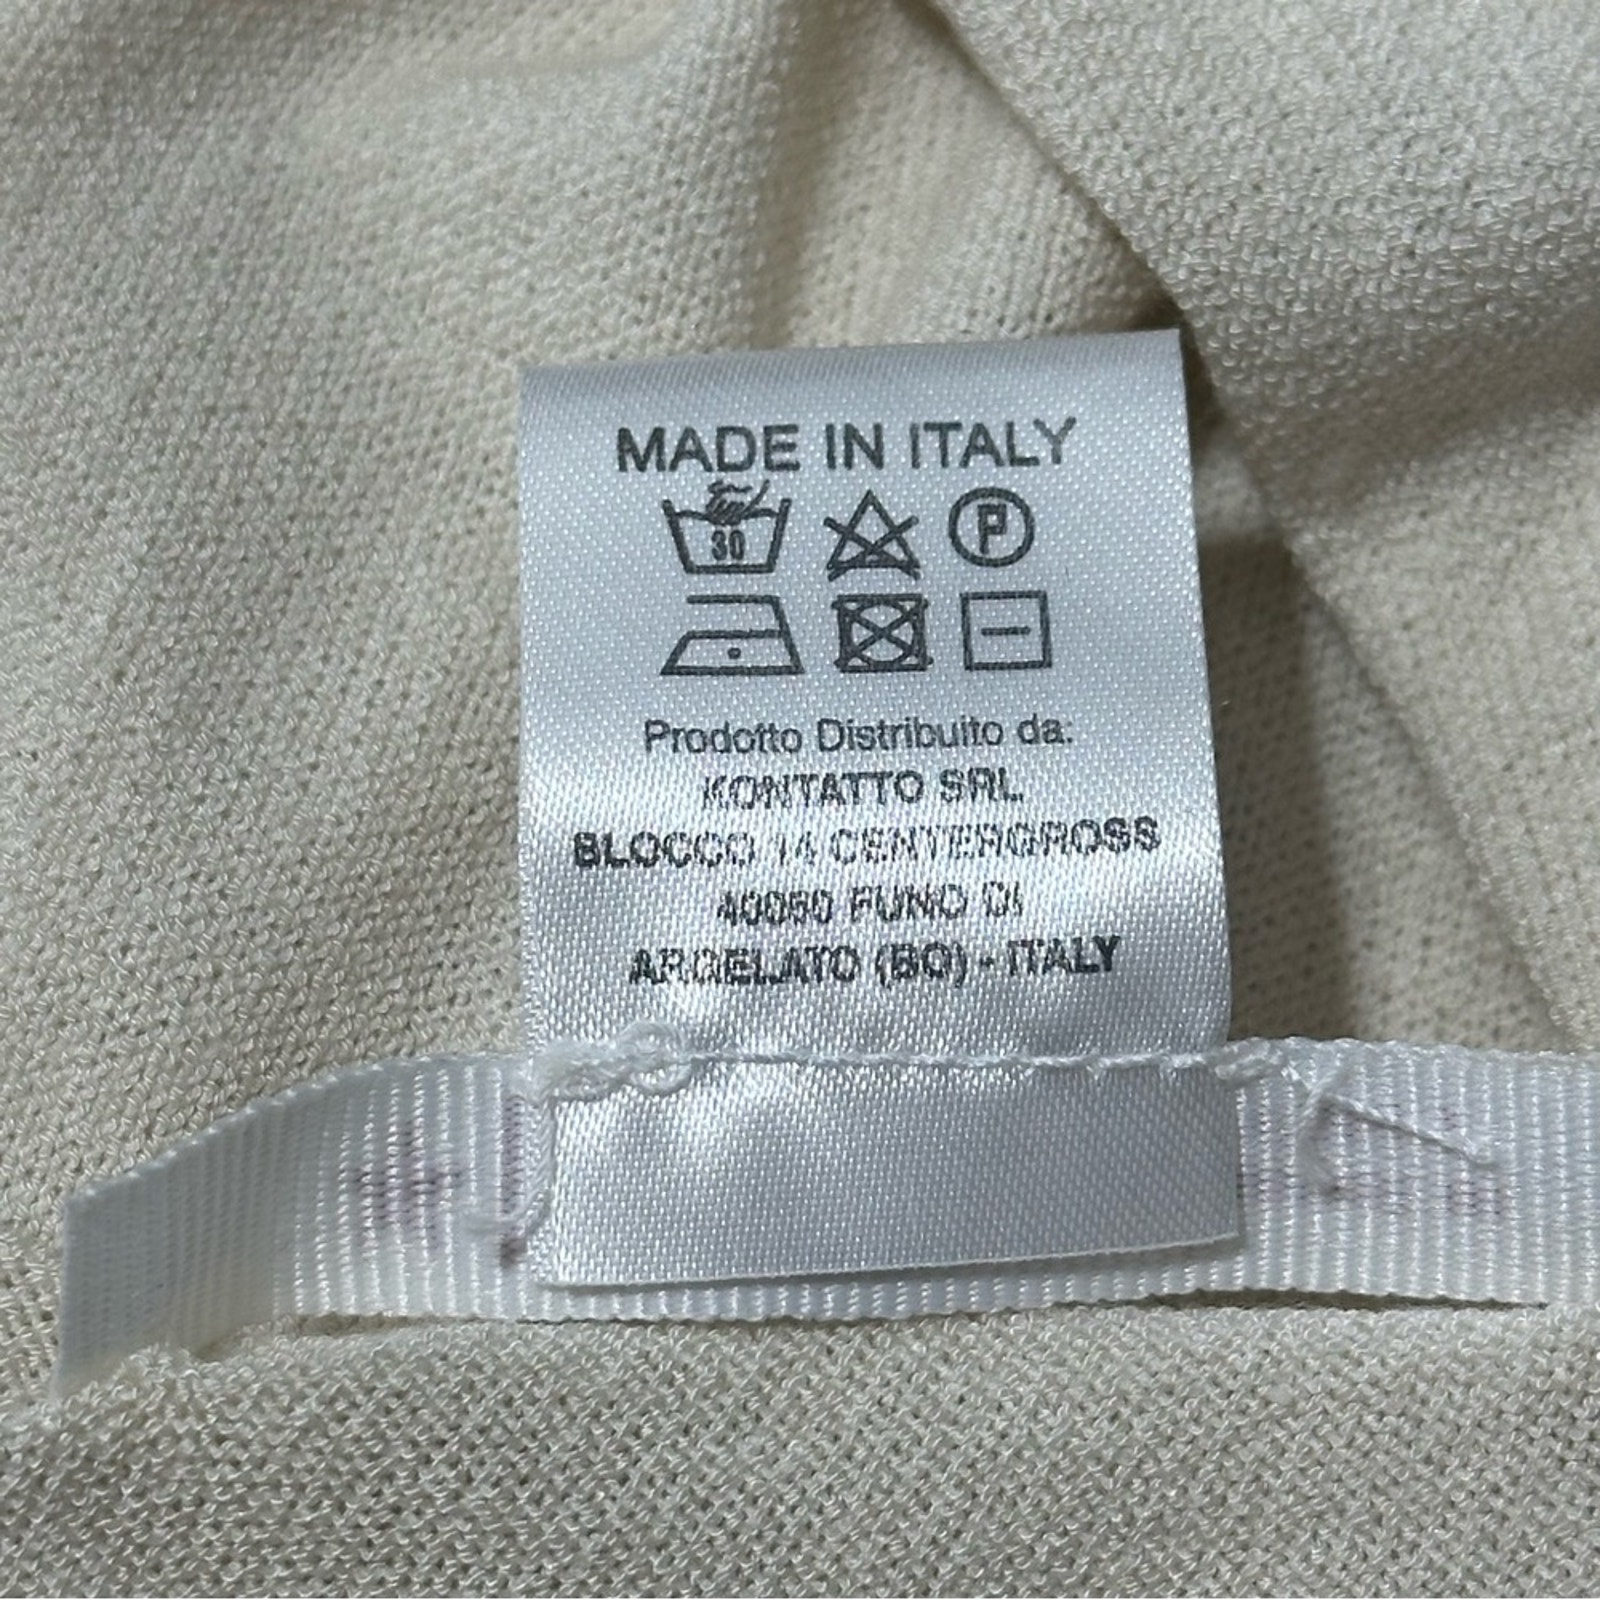 MADE IN ITALY
30
P
Prodotto Distribuito da:
KONTATTO SRL
BLOCCO 14 CENTERGROSS
40050 FUNO DI
ARGELATO (BO) - ITALY